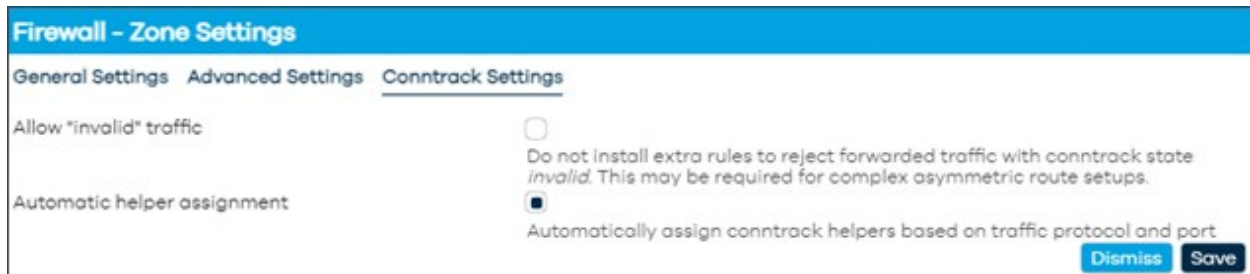 Firewall - Zone Settings
General Settings Advanced Settings Conntrack Settings
Allow "invalid" traffic
Do not install extra rules to reject forwarded traffic with conntrack state
invalid. This may be required for complex asymmetric route setups.
Automatic helper assignment
Automatically assign conntrack helpers based on traffic protocol and port
Dismiss Save